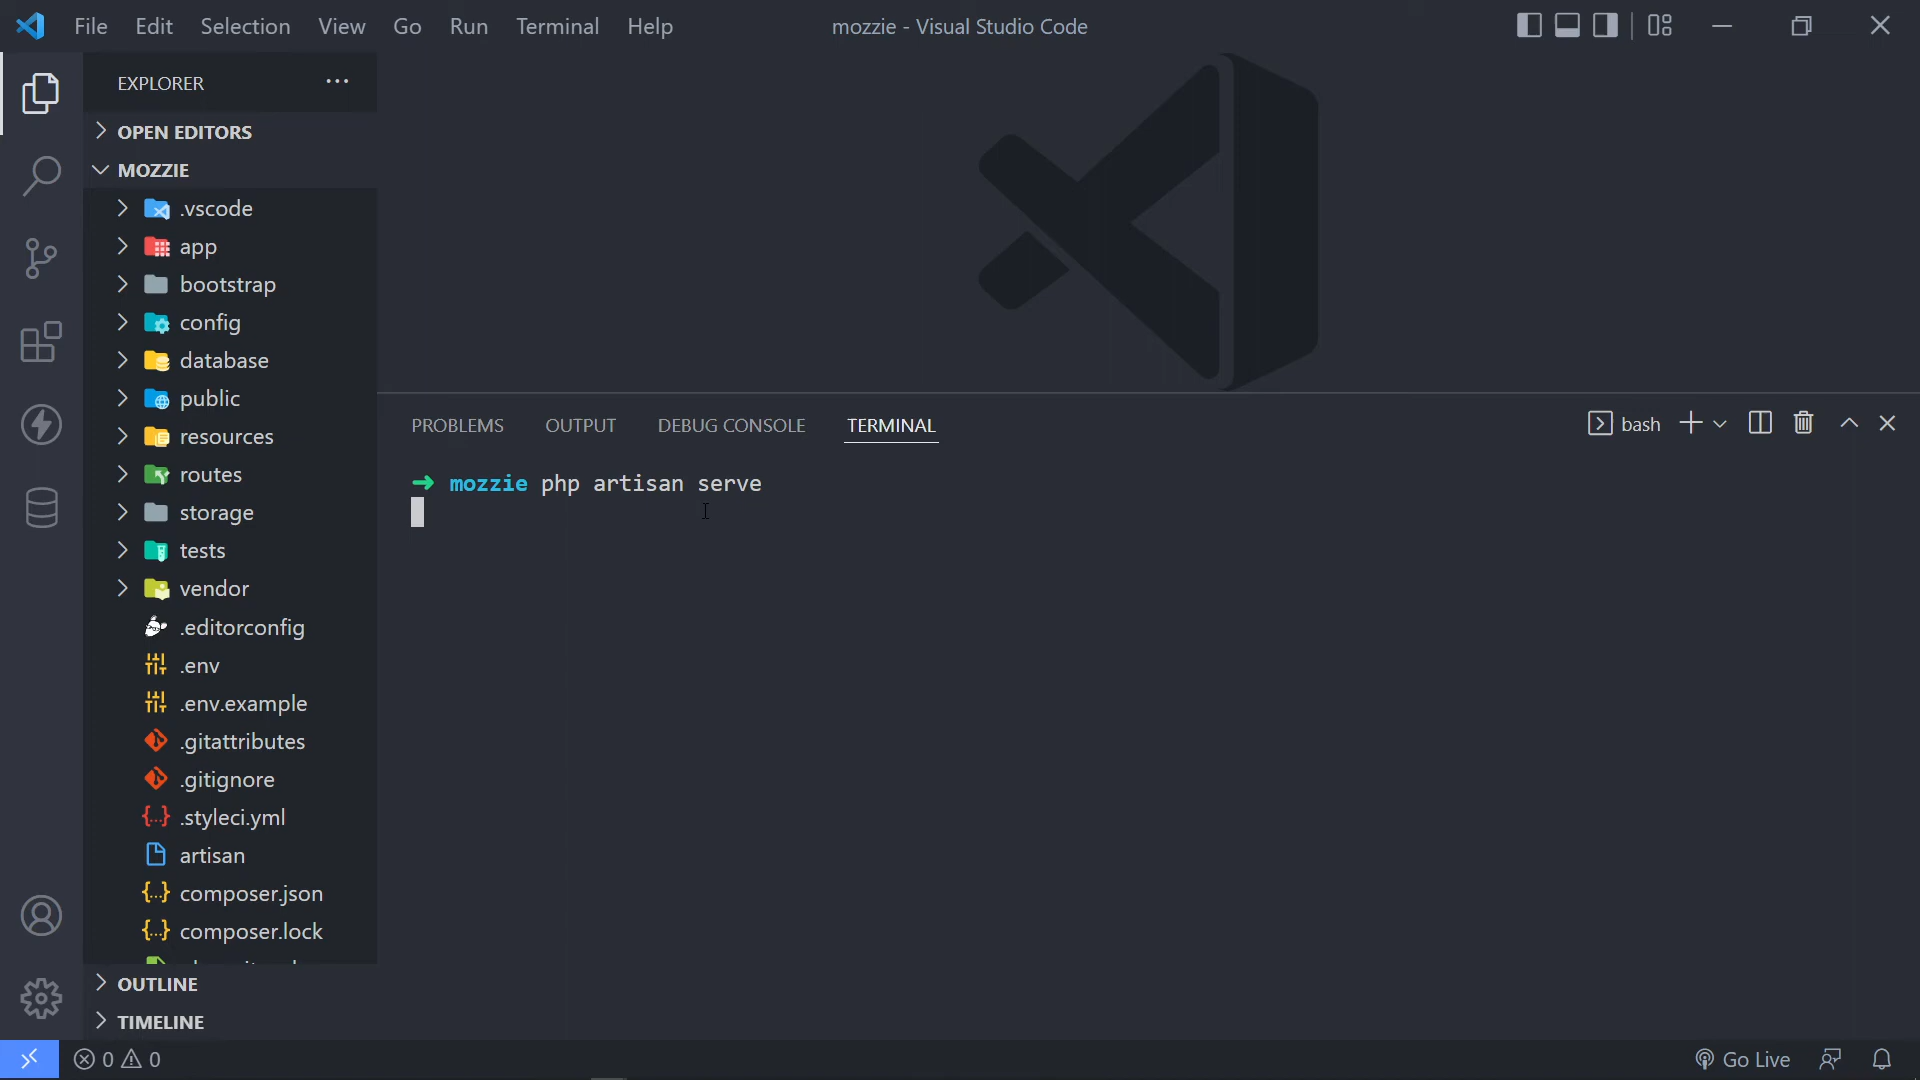 File Edit Selection View Go Run Terminal Help
mozzie - Visual Studio Code
EXPLORER
OPEN EDITORS
MOZZIE
.vscode
app
bootstrap
config
database
public
resources
routes
storage
tests
vendor
.editorconfig
.env
.env.example
.gitattributes
.gitignore
.styleci.yml
artisan
composer.json
composer.lock
OUTLINE
TIMELINE
PROBLEMS OUTPUT DEBUG CONSOLE TERMINAL
bash
➜ mozzie php artisan serve
0 0
Go Live